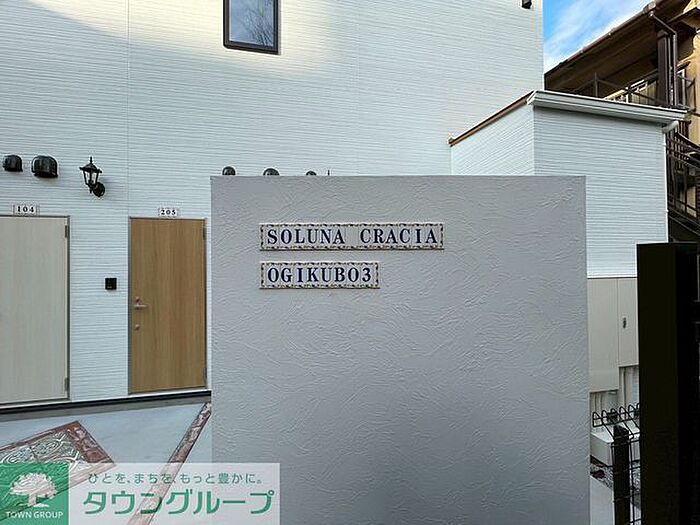 104
205
SOLUNA CRACIA
OGIKUBO3
ひとを、まちを、もっと豊かに。
タウングループ
TOWN GROUP